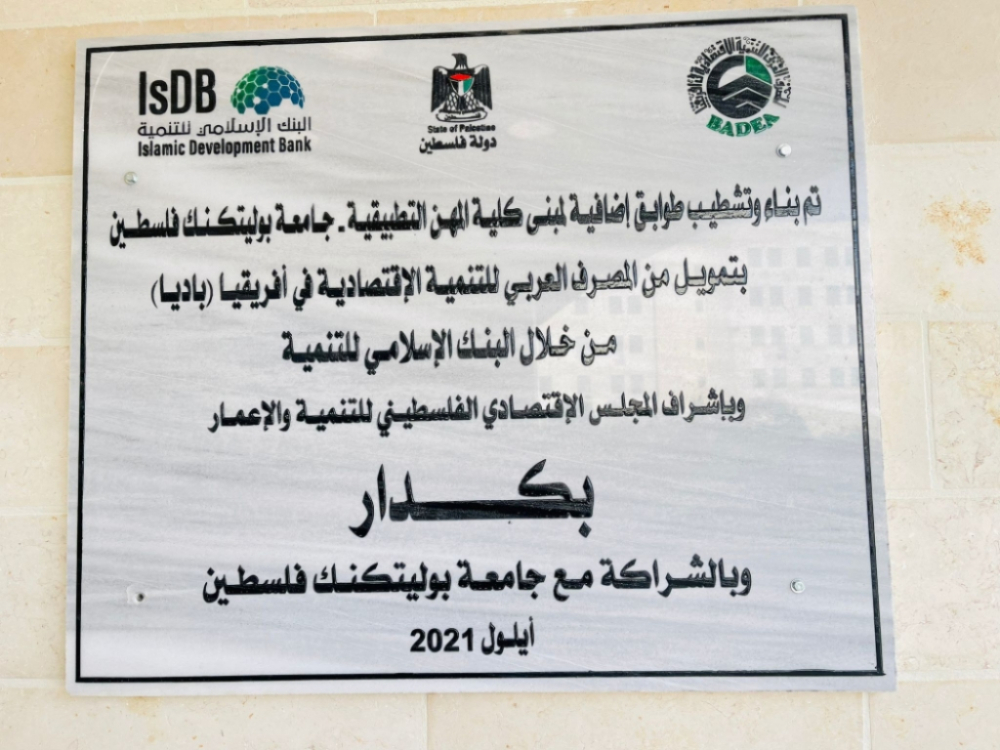 IsDB
البنك الإسلامي للتنمية
Islamic Development Bank
State of Palestine
دولة فلسطين
BADEA
تم بناء وتشطيب طوابق إضافية لمبنى كلية المهن التطبيقية - جامعة بوليتكنك فلسطين
بتمويل من المصرف العربي للتنمية الإقتصادية في أفريقيا (باديا)
من خلال البنك الإسلامي للتنمية
وبإشراف المجلس الإقتصادي الفلسطيني للتنمية والإعمار
بكدار
وبالشراكة مع جامعة بوليتكنك فلسطين
أيلول 2021